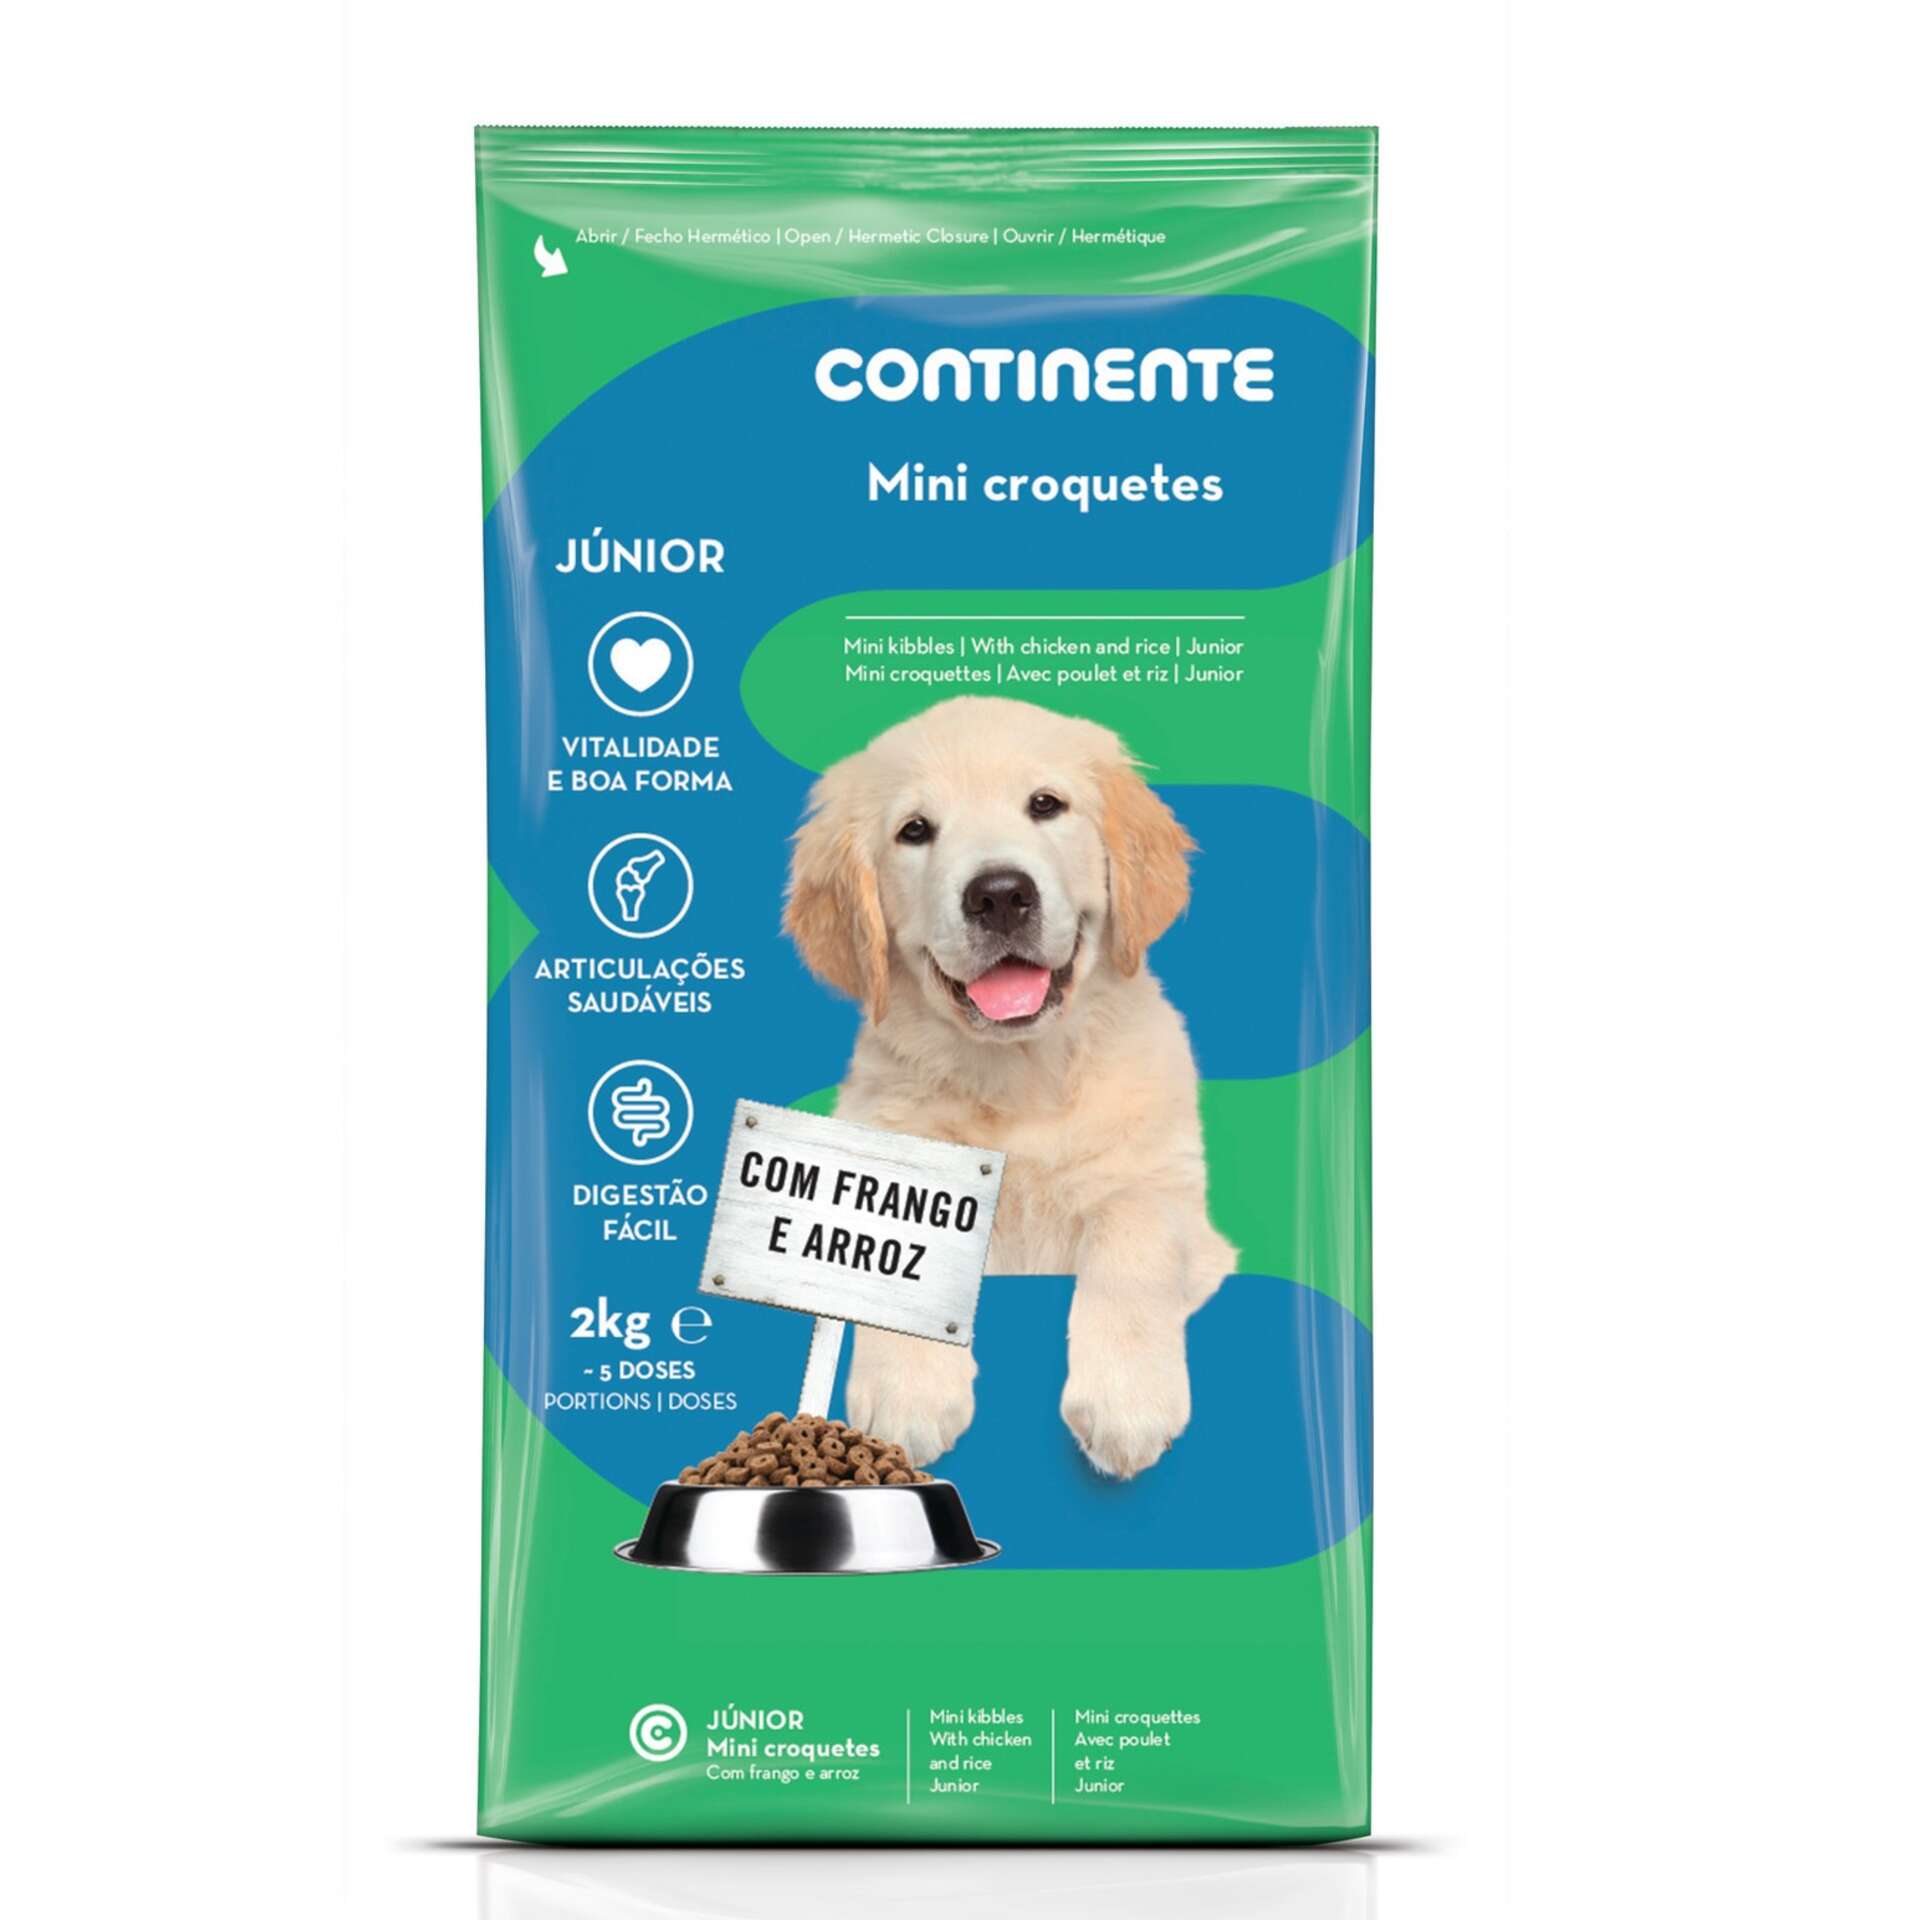 Abrir / Fecho Hermético | Open / Hermetic Closure | Ouvrir / Hermétique
CONTINENTE
Mini croquetes
JÚNIOR
Mini kibbles | With chicken and rice | Junior
Mini croquettes | Avec poulet et riz | Junior
VITALIDADE
E BOA FORMA
ARTICULAÇÕES
SAUDÁVEIS
DIGESTÃO
FÁCIL
COM FRANGO
E ARROZ
2kg ℮
~ 5 DOSES
PORTIONS | DOSES
JÚNIOR
Mini croquetes
Com frango e arroz
Mini kibbles
With chicken
and rice
Junior
Mini croquettes
Avec poulet
et riz
Junior